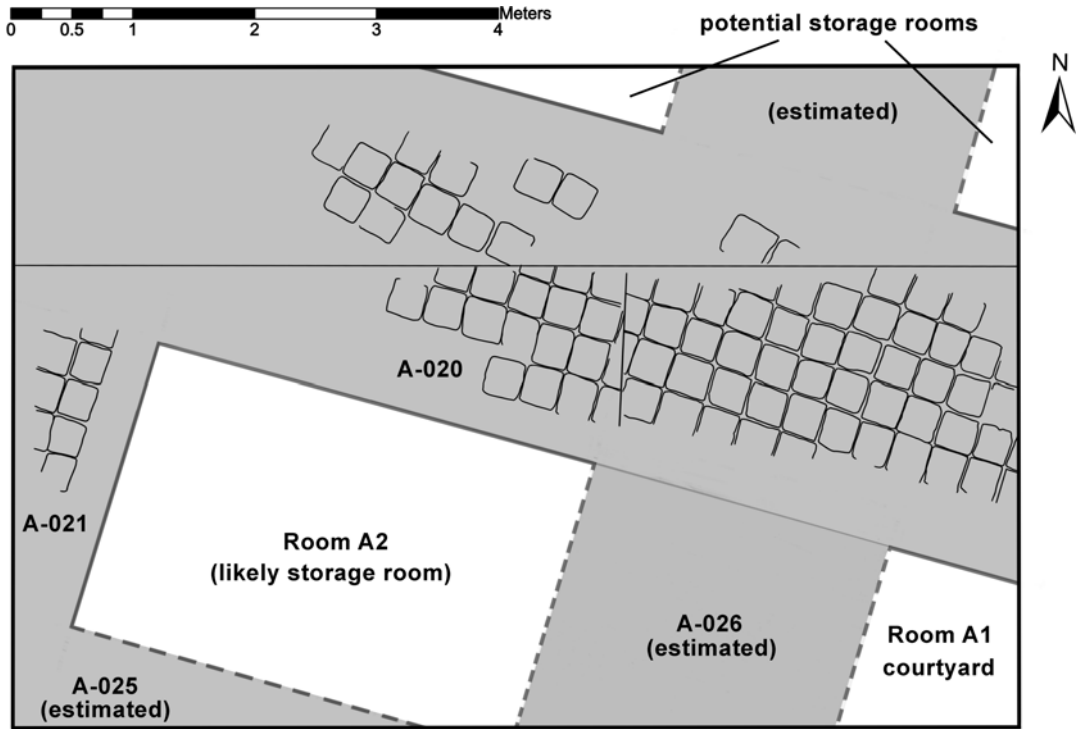 Meters
0 0.5 1 2 3 4
potential storage rooms
N
(estimated)
A-020
A-021
Room A2
(likely storage room)
A-026
(estimated)
Room A1
courtyard
A-025
(estimated)